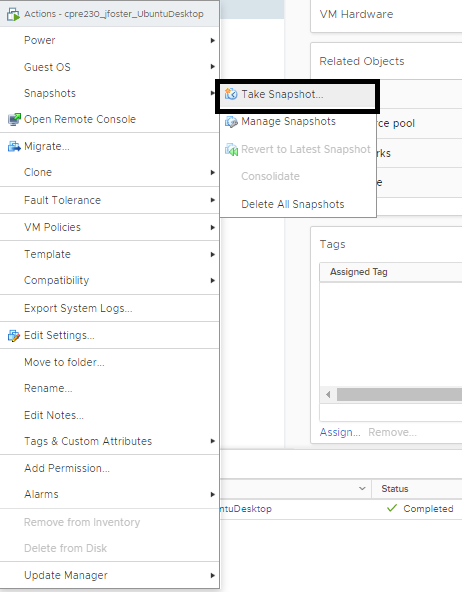 Actions - cpre230_jfoster_UbuntuDesktop
Power
Guest OS
Snapshots
Open Remote Console
Migrate...
Clone
Fault Tolerance
VM Policies
Template
Compatibility
Export System Logs...
Edit Settings...
Move to folder...
Rename...
Edit Notes...
Tags & Custom Attributes
Add Permission...
Alarms
Remove from Inventory
Delete from Disk
Update Manager
Take Snapshot...
Manage Snapshots
Revert to Latest Snapshot
Consolidate
Delete All Snapshots
VM Hardware
Related Objects
rce pool
rks
e
Tags
Assigned Tag
Assign... Remove...
Status
ntuDesktop Completed